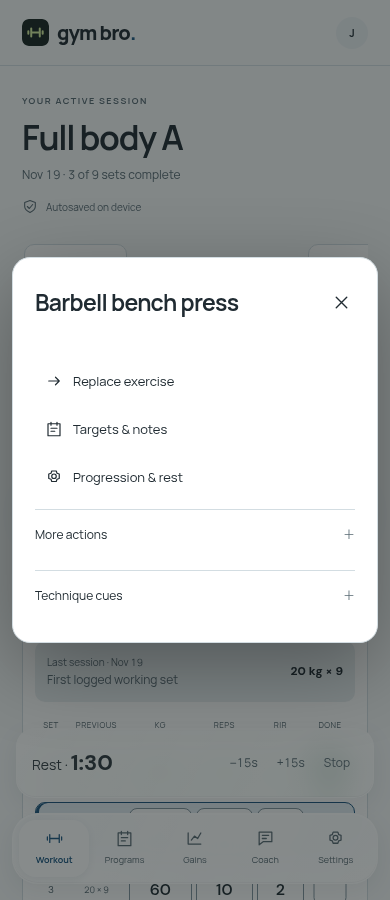 gym bro.
J
YOUR ACTIVE SESSION
Full body A
Nov 19 · 3 of 9 sets complete
Autosaved on device
Barbell bench press
Replace exercise
Targets & notes
Progression & rest
More actions
Technique cues
Last session · Nov 19
First logged working set
20 kg × 9
SET PREVIOUS KG REPS RIR DONE
Rest · 1:30 −15s +15s Stop
Workout Programs Gains Coach Settings
3 20 × 9 60 10 2